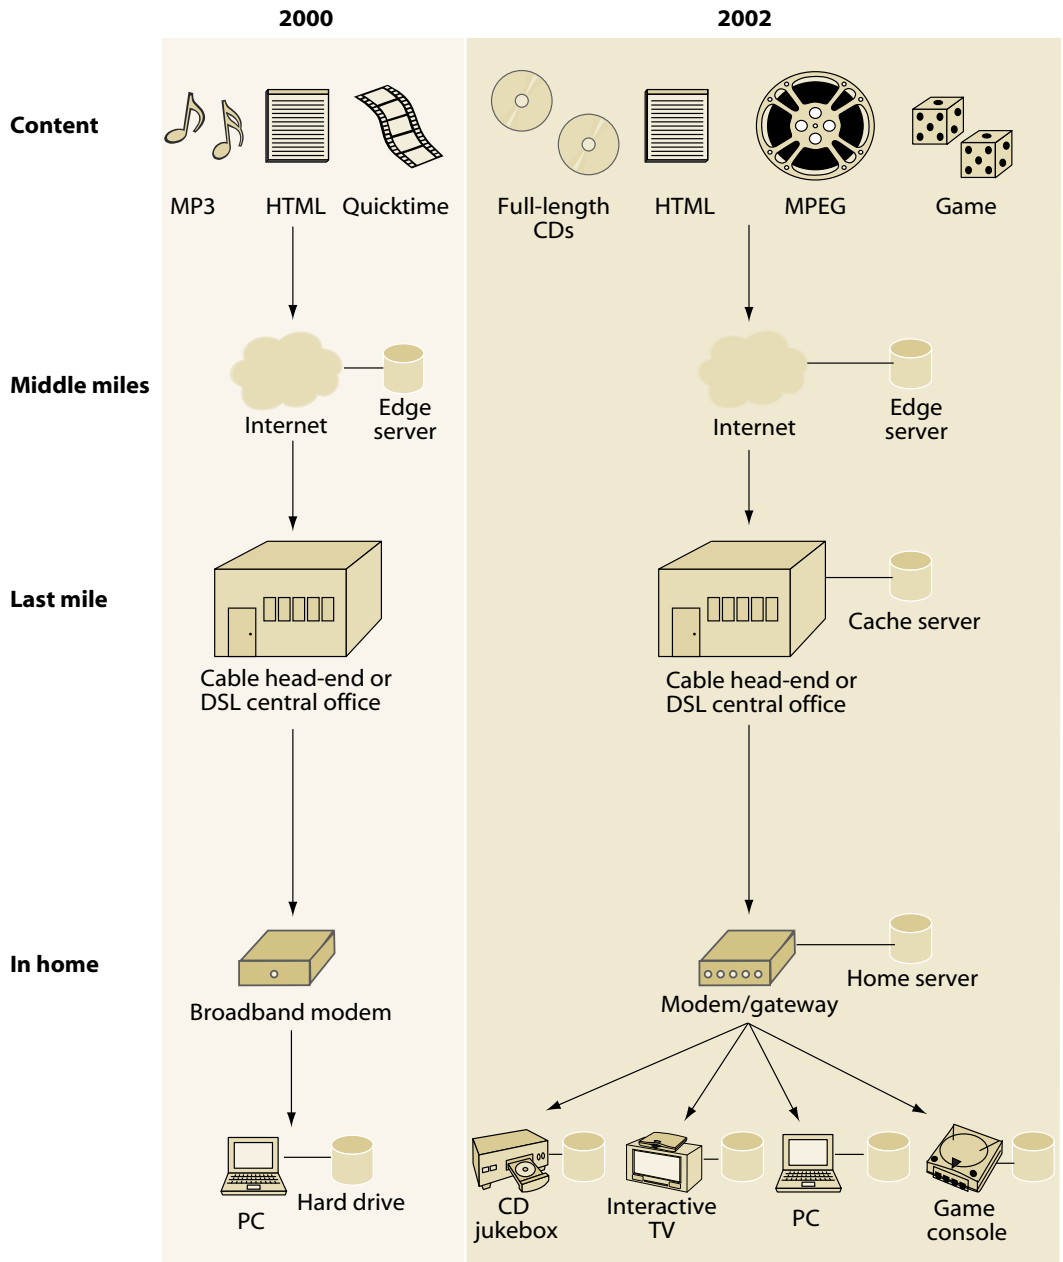 2000
2002
Content
MP3
HTML
Quicktime
Full-length
CDs
HTML
MPEG
Game
Middle miles
Internet
Edge
server
Internet
Edge
server
Last mile
Cable head-end or
DSL central office
Cache server
Cable head-end or
DSL central office
In home
Broadband modem
Home server
Modem/gateway
PC
Hard drive
CD
jukebox
Interactive
TV
PC
Game
console